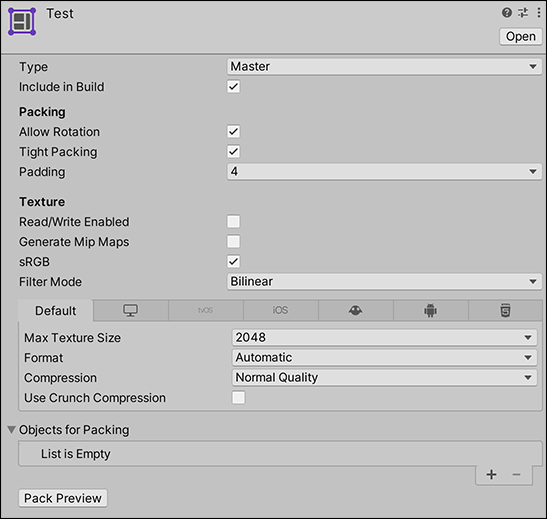 Test
Open
Type Master
Include in Build
Packing
Allow Rotation
Tight Packing
Padding 4
Texture
Read/Write Enabled
Generate Mip Maps
sRGB
Filter Mode Bilinear
Default tvOS iOS
Max Texture Size 2048
Format Automatic
Compression Normal Quality
Use Crunch Compression
Objects for Packing
List is Empty
+ −
Pack Preview